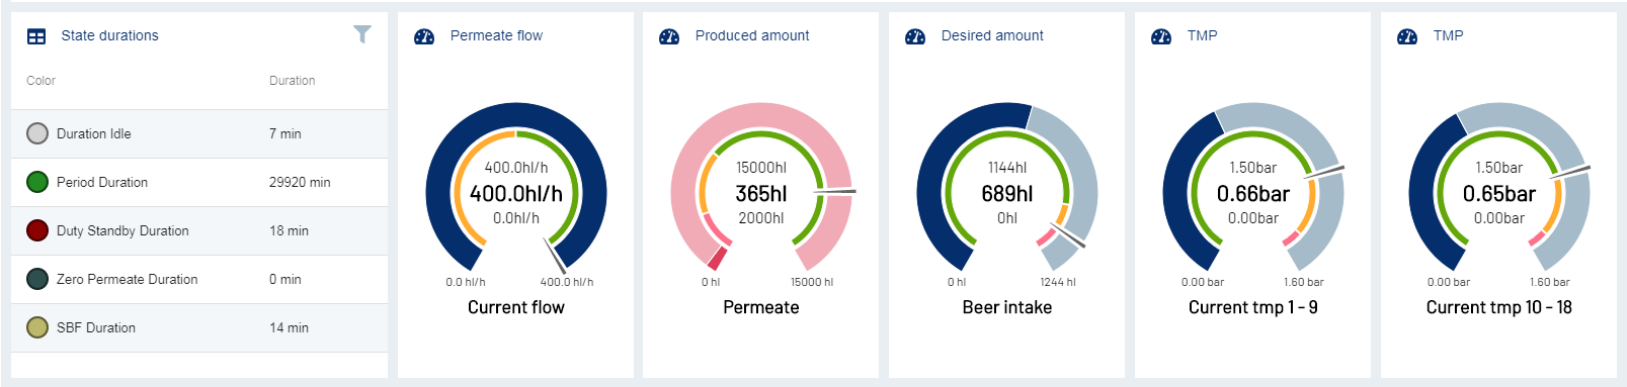 State durations
Color Duration
Duration Idle 7 min
Period Duration 29920 min
Duty Standby Duration 18 min
Zero Permeate Duration 0 min
SBF Duration 14 min
Permeate flow
400.0hl/h
400.0hl/h
0.0hl/h
0.0 hl/h 400.0 hl/h
Current flow
Produced amount
15000hl
365hl
2000hl
0 hl 15000 hl
Permeate
Desired amount
1144hl
689hl
0hl
0 hl 1244 hl
Beer intake
TMP
1.50bar
0.66bar
0.00bar
0.00 bar 1.60 bar
Current tmp 1 - 9
TMP
1.50bar
0.65bar
0.00bar
0.00 bar 1.60 bar
Current tmp 10 - 18